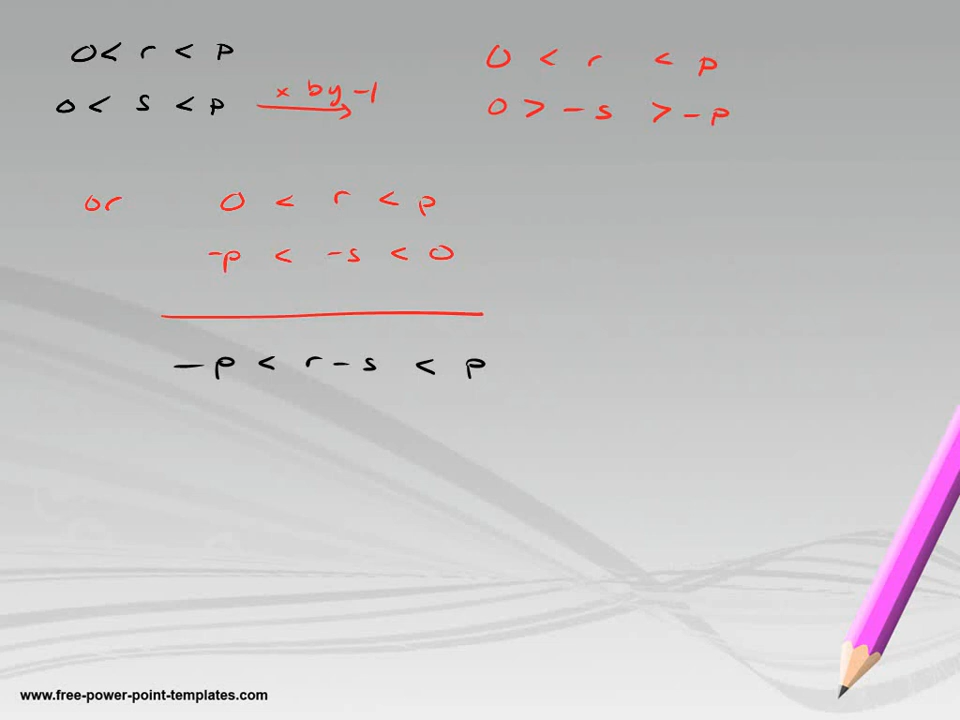 0 < r < p 0 < r < p
0 < s < p × by -1 0 > -s > -p
or 0 < r < p
-p < -s < 0
-p < r - s < p
www.free-power-point-templates.com